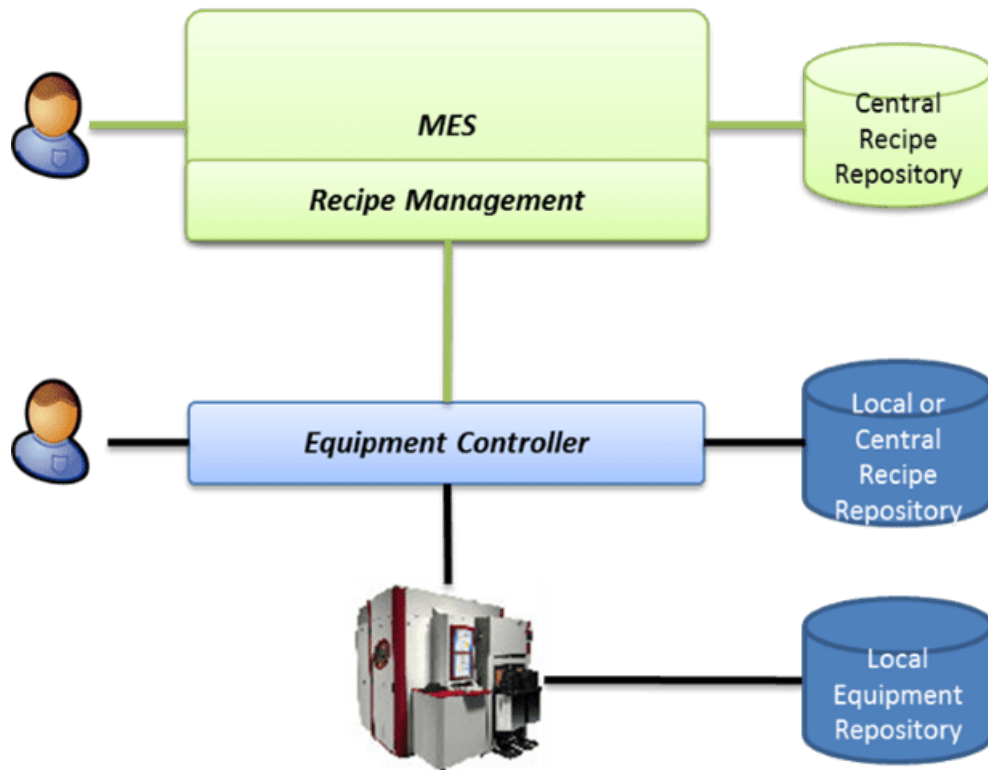 MES
Central
Recipe
Repository
Recipe Management
Equipment Controller
Local or
Central
Recipe
Repository
Local
Equipment
Repository